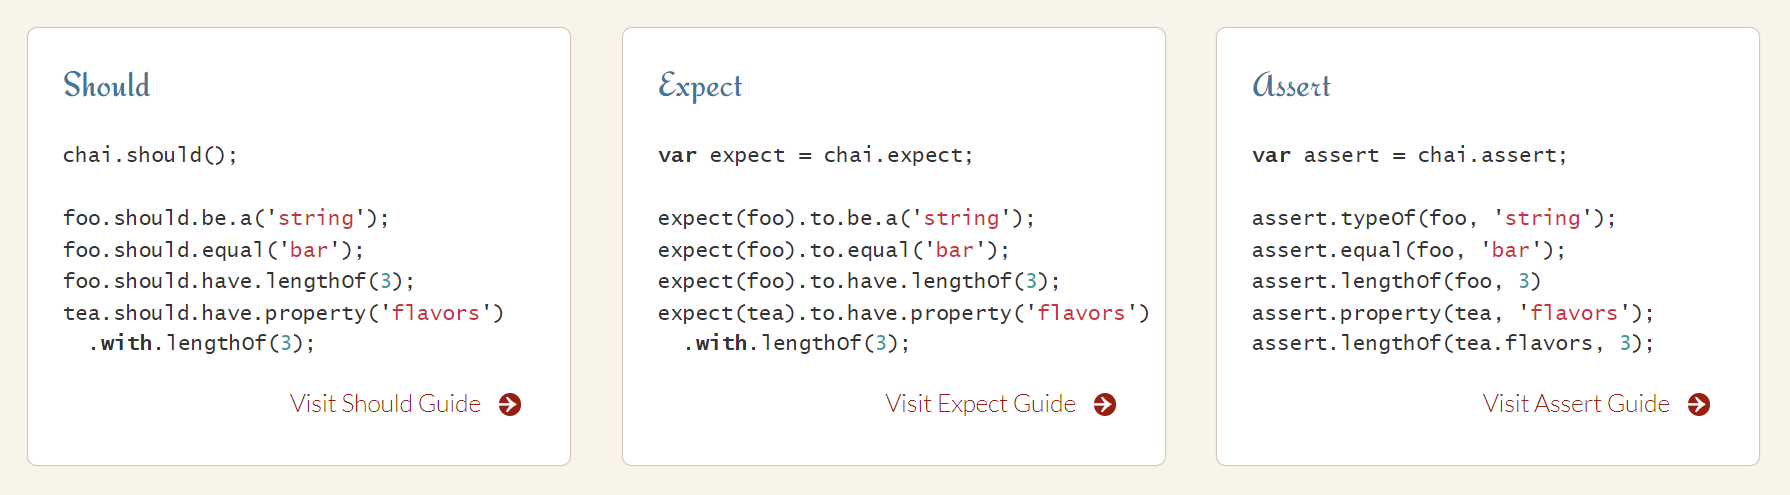 Should
chai.should();
foo.should.be.a('string');
foo.should.equal('bar');
foo.should.have.lengthOf(3);
tea.should.have.property('flavors')
  .with.lengthOf(3);
Visit Should Guide
Expect
var expect = chai.expect;
expect(foo).to.be.a('string');
expect(foo).to.equal('bar');
expect(foo).to.have.lengthOf(3);
expect(tea).to.have.property('flavors')
  .with.lengthOf(3);
Visit Expect Guide
Assert
var assert = chai.assert;
assert.typeOf(foo, 'string');
assert.equal(foo, 'bar');
assert.lengthOf(foo, 3)
assert.property(tea, 'flavors');
assert.lengthOf(tea.flavors, 3);
Visit Assert Guide